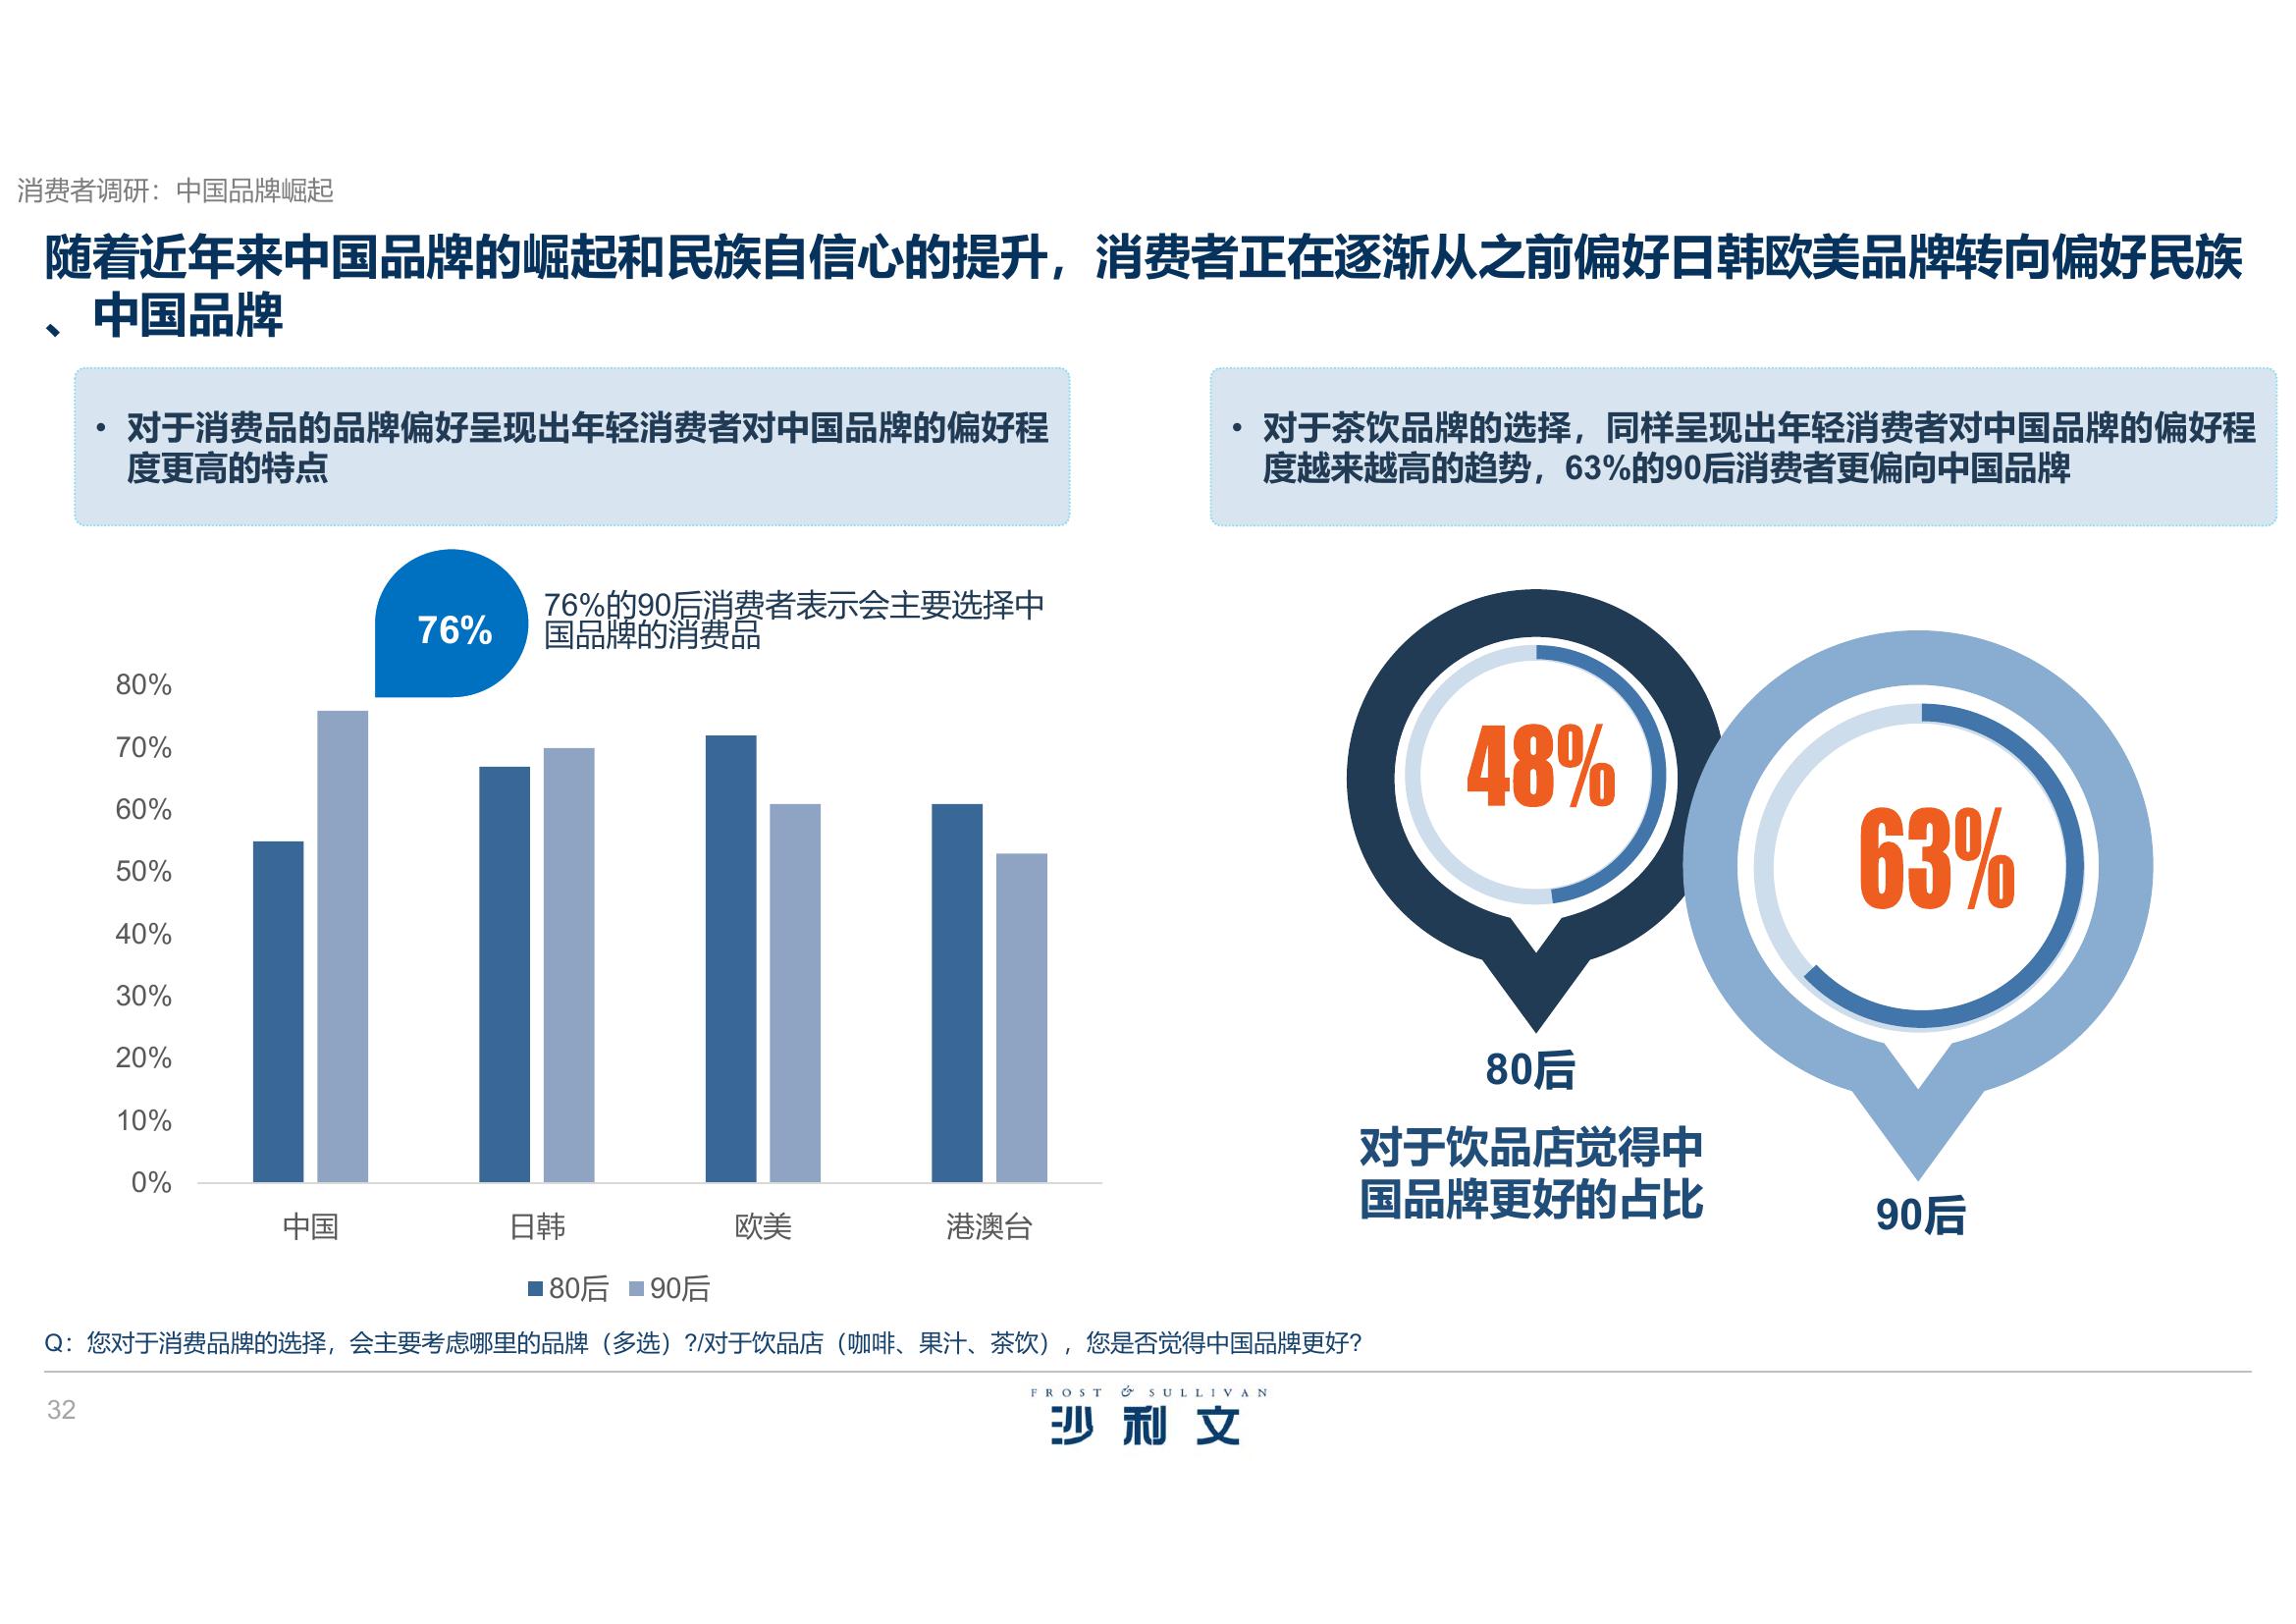 消费者调研：中国品牌崛起
随着近年来中国品牌的崛起和民族自信心的提升，消费者正在逐渐从之前偏好日韩欧美品牌转向偏好民族
、中国品牌
• 对于消费品的品牌偏好呈现出年轻消费者对中国品牌的偏好程
度更高的特点
• 对于茶饮品牌的选择，同样呈现出年轻消费者对中国品牌的偏好程
度越来越高的趋势，63%的90后消费者更偏向中国品牌
76%
76%的90后消费者表示会主要选择中
国品牌的消费品
80%
70%
60%
50%
40%
30%
20%
10%
0%
中国
日韩
欧美
港澳台
80后
90后
48%
63%
80后
对于饮品店觉得中
国品牌更好的占比
90后
Q：您对于消费品牌的选择，会主要考虑哪里的品牌（多选）?/对于饮品店（咖啡、果汁、茶饮），您是否觉得中国品牌更好?
32
FROST & SULLIVAN
沙利文